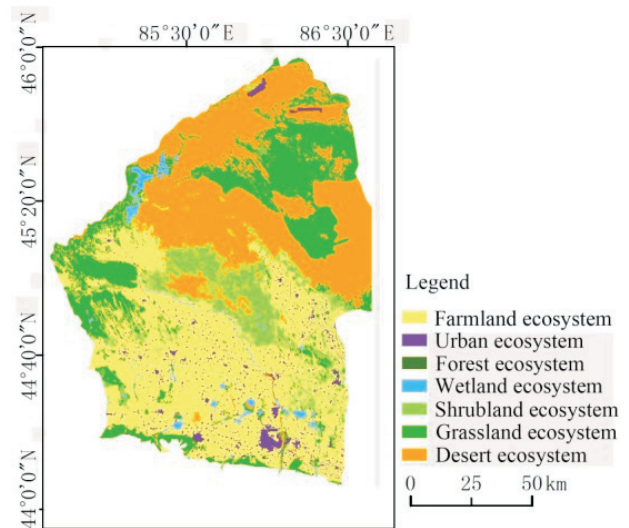 85°30′0″E 86°30′0″E
46°0′0″N
45°20′0″N
44°40′0″N
44°0′0″N
Legend
Farmland ecosystem
Urban ecosystem
Forest ecosystem
Wetland ecosystem
Shrubland ecosystem
Grassland ecosystem
Desert ecosystem
0 25 50 km